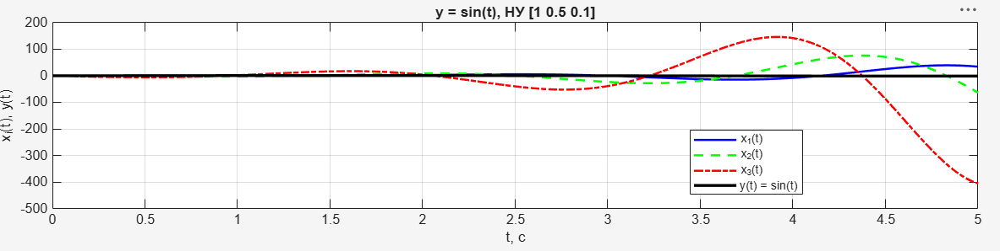 y = sin(t), НУ [1 0.5 0.1]
200
100
0
-100
-200
-300
-400
-500
xᵢ(t), y(t)
x₁(t)
x₂(t)
x₃(t)
y(t) = sin(t)
0 0.5 1 1.5 2 2.5 3 3.5 4 4.5 5
t, c